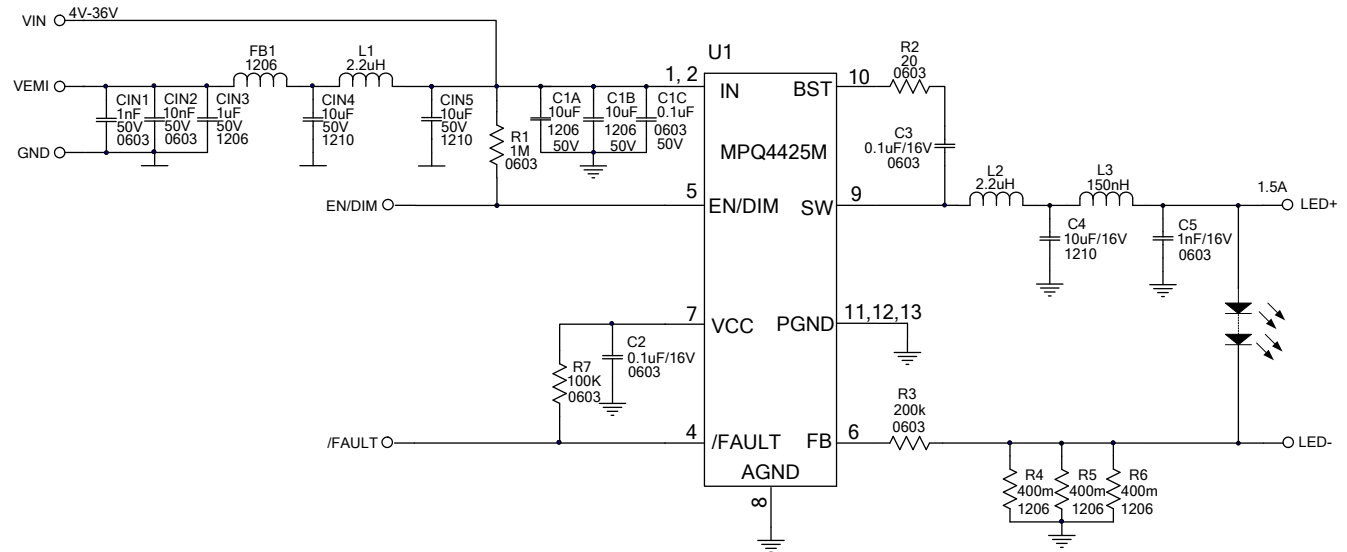 VIN
4V-36V
VEMI
GND
CIN1
1nF
50V
0603
CIN2
10nF
50V
0603
CIN3
1uF
50V
1206
FB1
1206
CIN4
10uF
50V
1210
L1
2.2uH
CIN5
10uF
50V
1210
R1
1M
0603
C1A
10uF
1206
50V
C1B
10uF
1206
50V
C1C
0.1uF
0603
50V
EN/DIM
U1
1, 2
IN
BST
10
MPQ4425M
5
EN/DIM
SW
9
7
VCC
PGND
11,12,13
4
/FAULT
FB
6
AGND
8
R2
20
0603
C3
0.1uF/16V
0603
L2
2.2uH
L3
150nH
1.5A
LED+
C4
10uF/16V
1210
C5
1nF/16V
0603
C2
0.1uF/16V
0603
R7
100K
0603
/FAULT
R3
200k
0603
LED-
R4
400m
1206
R5
400m
1206
R6
400m
1206